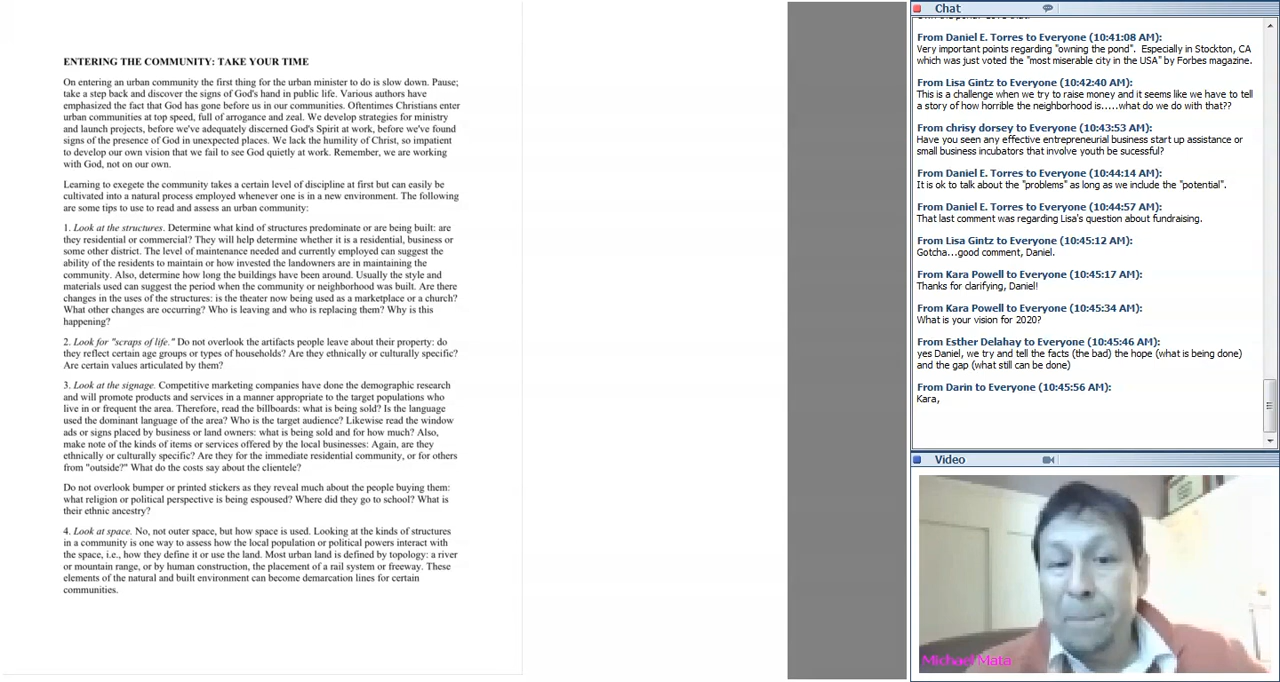 ENTERING THE COMMUNITY: TAKE YOUR TIME
On entering an urban community the first thing for the urban minister to do is slow down. Pause;
take a step back and discover the signs of God's hand in public life. Various authors have
emphasized the fact that God has gone before us in our communities. Oftentimes Christians enter
urban communities at top speed, full of arrogance and zeal. We develop strategies for ministry
and launch projects, before we've adequately discerned God's Spirit at work, before we've found
signs of the presence of God in unexpected places. We lack the humility of Christ, so impatient
to develop our own vision that we fail to see God quietly at work. Remember, we are working
with God, not on our own.
Learning to exegete the community takes a certain level of discipline at first but can easily be
cultivated into a natural process employed whenever one is in a new environment. The following
are some tips to use to read and assess an urban community:
1. Look at the structures. Determine what kind of structures predominate or are being built: are
they residential or commercial? They will help determine whether it is a residential, business or
some other district. The level of maintenance needed and currently employed can suggest the
ability of the residents to maintain or how invested the landowners are in maintaining the
community. Also, determine how long the buildings have been around. Usually the style and
materials used can suggest the period when the community or neighborhood was built. Are there
changes in the uses of the structures: is the theater now being used as a marketplace or a church?
What other changes are occurring? Who is leaving and who is replacing them? Why is this
happening?
2. Look for "scraps of life." Do not overlook the artifacts people leave about their property: do
they reflect certain age groups or types of households? Are they ethnically or culturally specific?
Are certain values articulated by them?
3. Look at the signage. Competitive marketing companies have done the demographic research
and will promote products and services in a manner appropriate to the target populations who
live in or frequent the area. Therefore, read the billboards: what is being sold? Is the language
used the dominant language of the area? Who is the target audience? Likewise read the window
ads or signs placed by business or land owners: what is being sold and for how much? Also,
make note of the kinds of items or services offered by the local businesses: Again, are they
ethnically or culturally specific? Are they for the immediate residential community, or for others
from "outside?" What do the costs say about the clientele?
Do not overlook bumper or printed stickers as they reveal much about the people buying them:
what religion or political perspective is being espoused? Where did they go to school? What is
their ethnic ancestry?
4. Look at space. No, not outer space, but how space is used. Looking at the kinds of structures
in a community is one way to assess how the local population or political powers interact with
the space, i.e., how they define it or use the land. Most urban land is defined by topology: a river
or mountain range, or by human construction, the placement of a rail system or freeway. These
elements of the natural and built environment can become demarcation lines for certain
communities.
Chat
From Daniel E. Torres to Everyone (10:41:08 AM):
Very important points regarding "owning the pond". Especially in Stockton, CA
which was just voted the "most miserable city in the USA" by Forbes magazine.
From Lisa Gintz to Everyone (10:42:40 AM):
This is a challenge when we try to raise money and it seems like we have to tell
a story of how horrible the neighborhood is.....what do we do with that??
From chrisy dorsey to Everyone (10:43:53 AM):
Have you seen any effective entrepreneurial business start up assistance or
small business incubators that involve youth be sucessful?
From Daniel E. Torres to Everyone (10:44:14 AM):
It is ok to talk about the "problems" as long as we include the "potential".
From Daniel E. Torres to Everyone (10:44:57 AM):
That last comment was regarding Lisa's question about fundraising.
From Lisa Gintz to Everyone (10:45:12 AM):
Gotcha...good comment, Daniel.
From Kara Powell to Everyone (10:45:17 AM):
Thanks for clarifying, Daniel!
From Kara Powell to Everyone (10:45:34 AM):
What is your vision for 2020?
From Esther Delahay to Everyone (10:45:46 AM):
yes Daniel, we try and tell the facts (the bad) the hope (what is being done)
and the gap (what still can be done)
From Darin to Everyone (10:45:56 AM):
Kara,
Video
Michael Mata